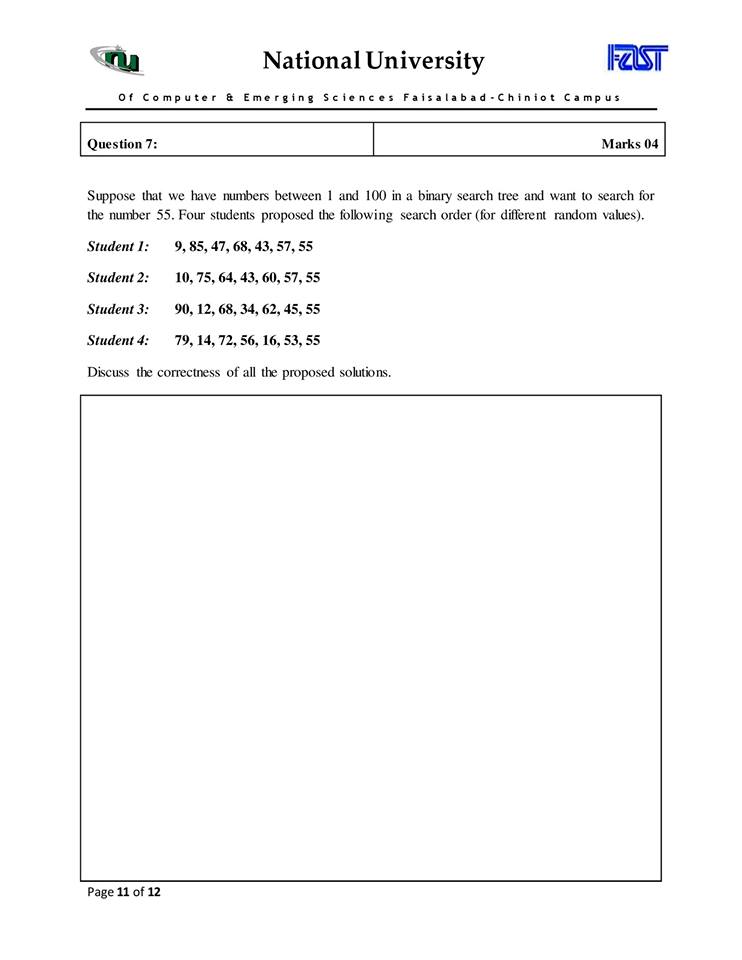 nu
National University
FAST
Of Computer & Emerging Sciences Faisalabad-Chiniot Campus
Question 7: Marks 04
Suppose that we have numbers between 1 and 100 in a binary search tree and want to search for
the number 55. Four students proposed the following search order (for different random values).
Student 1: 9, 85, 47, 68, 43, 57, 55
Student 2: 10, 75, 64, 43, 60, 57, 55
Student 3: 90, 12, 68, 34, 62, 45, 55
Student 4: 79, 14, 72, 56, 16, 53, 55
Discuss the correctness of all the proposed solutions.
Page 11 of 12